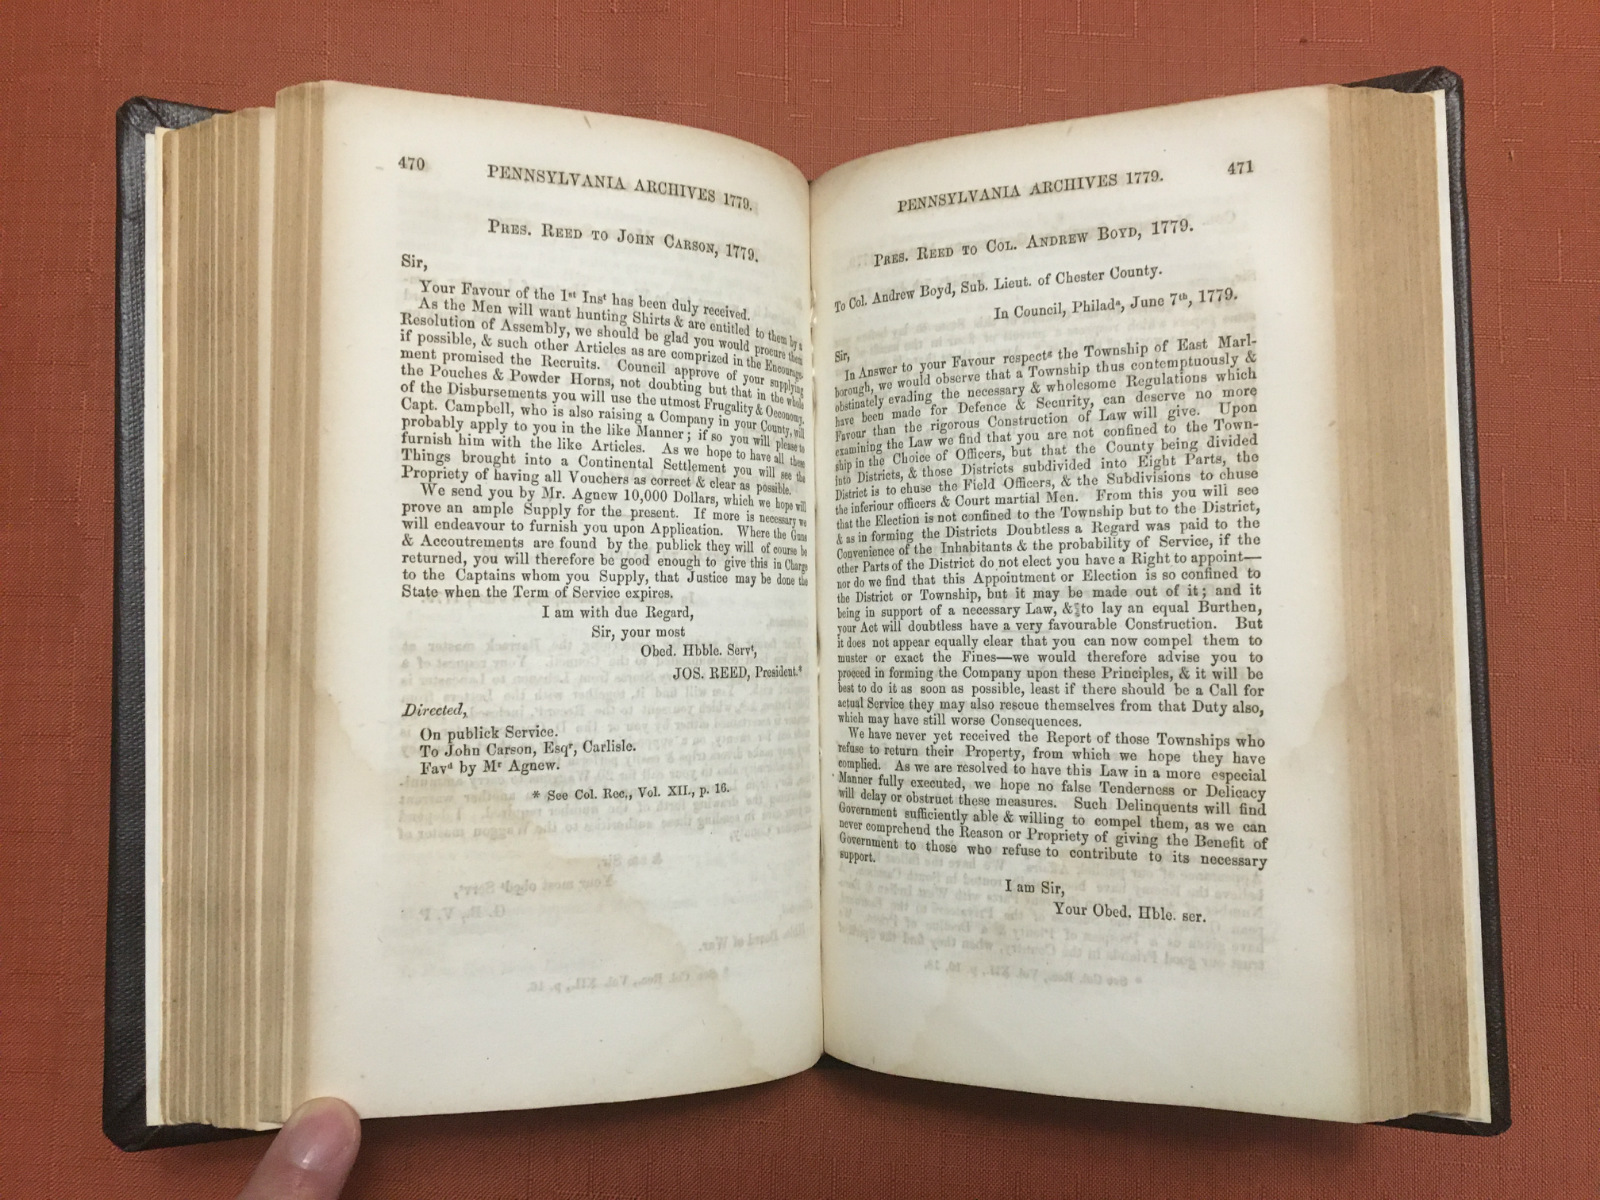 470
PENNSYLVANIA ARCHIVES 1779.
PRES. REED TO JOHN CARSON, 1779.
Sir,
Your Favour of the 1st Inst has been duly received.
As the Men will want hunting Shirts & are entitled to them by a
Resolution of Assembly, we should be glad you would procure them
if possible, & such other Articles as are comprized in the Encourage-
ment promised the Recruits. Council approve of your supplying
the Pouches & Powder Horns, not doubting but that in the whole
of the Disbursements you will use the utmost Frugality & Oeconomy.
Capt. Campbell, who is also raising a Company in your County, will
probably apply to you in the like Manner; if so you will please to
furnish him with the like Articles. As we hope to have all these
Things brought into a Continental Settlement you will see the
Propriety of having all Vouchers as correct & clear as possible.
We send you by Mr. Agnew 10,000 Dollars, which we hope will
prove an ample Supply for the present. If more is necessary we
will endeavour to furnish you upon Application. Where the Guns
& Accoutrements are found by the publick they will of course be
returned, you will therefore be good enough to give this in Charge
to the Captains whom you Supply, that Justice may be done the
State when the Term of Service expires.
I am with due Regard,
Sir, your most
Obed. Hbble. Servt,
JOS. REED, President.*
Directed,
On publick Service.
To John Carson, Esqr, Carlisle.
Favd by Mr Agnew.
* See Col. Rec., Vol. XII., p. 16.
PENNSYLVANIA ARCHIVES 1779.
471
PRES. REED TO COL. ANDREW BOYD, 1779.
To Col. Andrew Boyd, Sub. Lieut. of Chester County.
In Council, Philada, June 7th, 1779.
Sir,
In Answer to your Favour respects the Township of East Marl-
borough, we would observe that a Township thus contemptuously &
obstinately evading the necessary & wholesome Regulations which
have been made for Defence & Security, can deserve no more
Favour than the rigorous Construction of Law will give. Upon
examining the Law we find that you are not confined to the Town-
ship in the Choice of Officers, but that the County being divided
into Districts, & those Districts subdivided into Eight Parts, the
District is to chuse the Field Officers, & the Subdivisions to chuse
the inferiour officers & Court martial Men. From this you will see
that the Election is not confined to the Township but to the District,
& as in forming the Districts Doubtless a Regard was paid to the
Convenience of the Inhabitants & the probability of Service, if the
other Parts of the District do not elect you have a Right to appoint—
nor do we find that this Appointment or Election is so confined to
the District or Township, but it may be made out of it; and it
being in support of a necessary Law, & to lay an equal Burthen,
your Act will doubtless have a very favourable Construction. But
it does not appear equally clear that you can now compel them to
muster or exact the Fines—we would therefore advise you to
proceed in forming the Company upon these Principles, & it will be
best to do it as soon as possible, least if there should be a Call for
actual Service they may also rescue themselves from that Duty also,
which may have still worse Consequences.
We have never yet received the Report of those Townships who
refuse to return their Property, from which we hope they have
complied. As we are resolved to have this Law in a more especial
Manner fully executed, we hope no false Tenderness or Delicacy
will delay or obstruct these measures. Such Delinquents will find
Government sufficiently able & willing to compel them, as we can
never comprehend the Reason or Propriety of giving the Benefit of
Government to those who refuse to contribute to its necessary
support.
I am Sir,
Your Obed. Hble. ser.